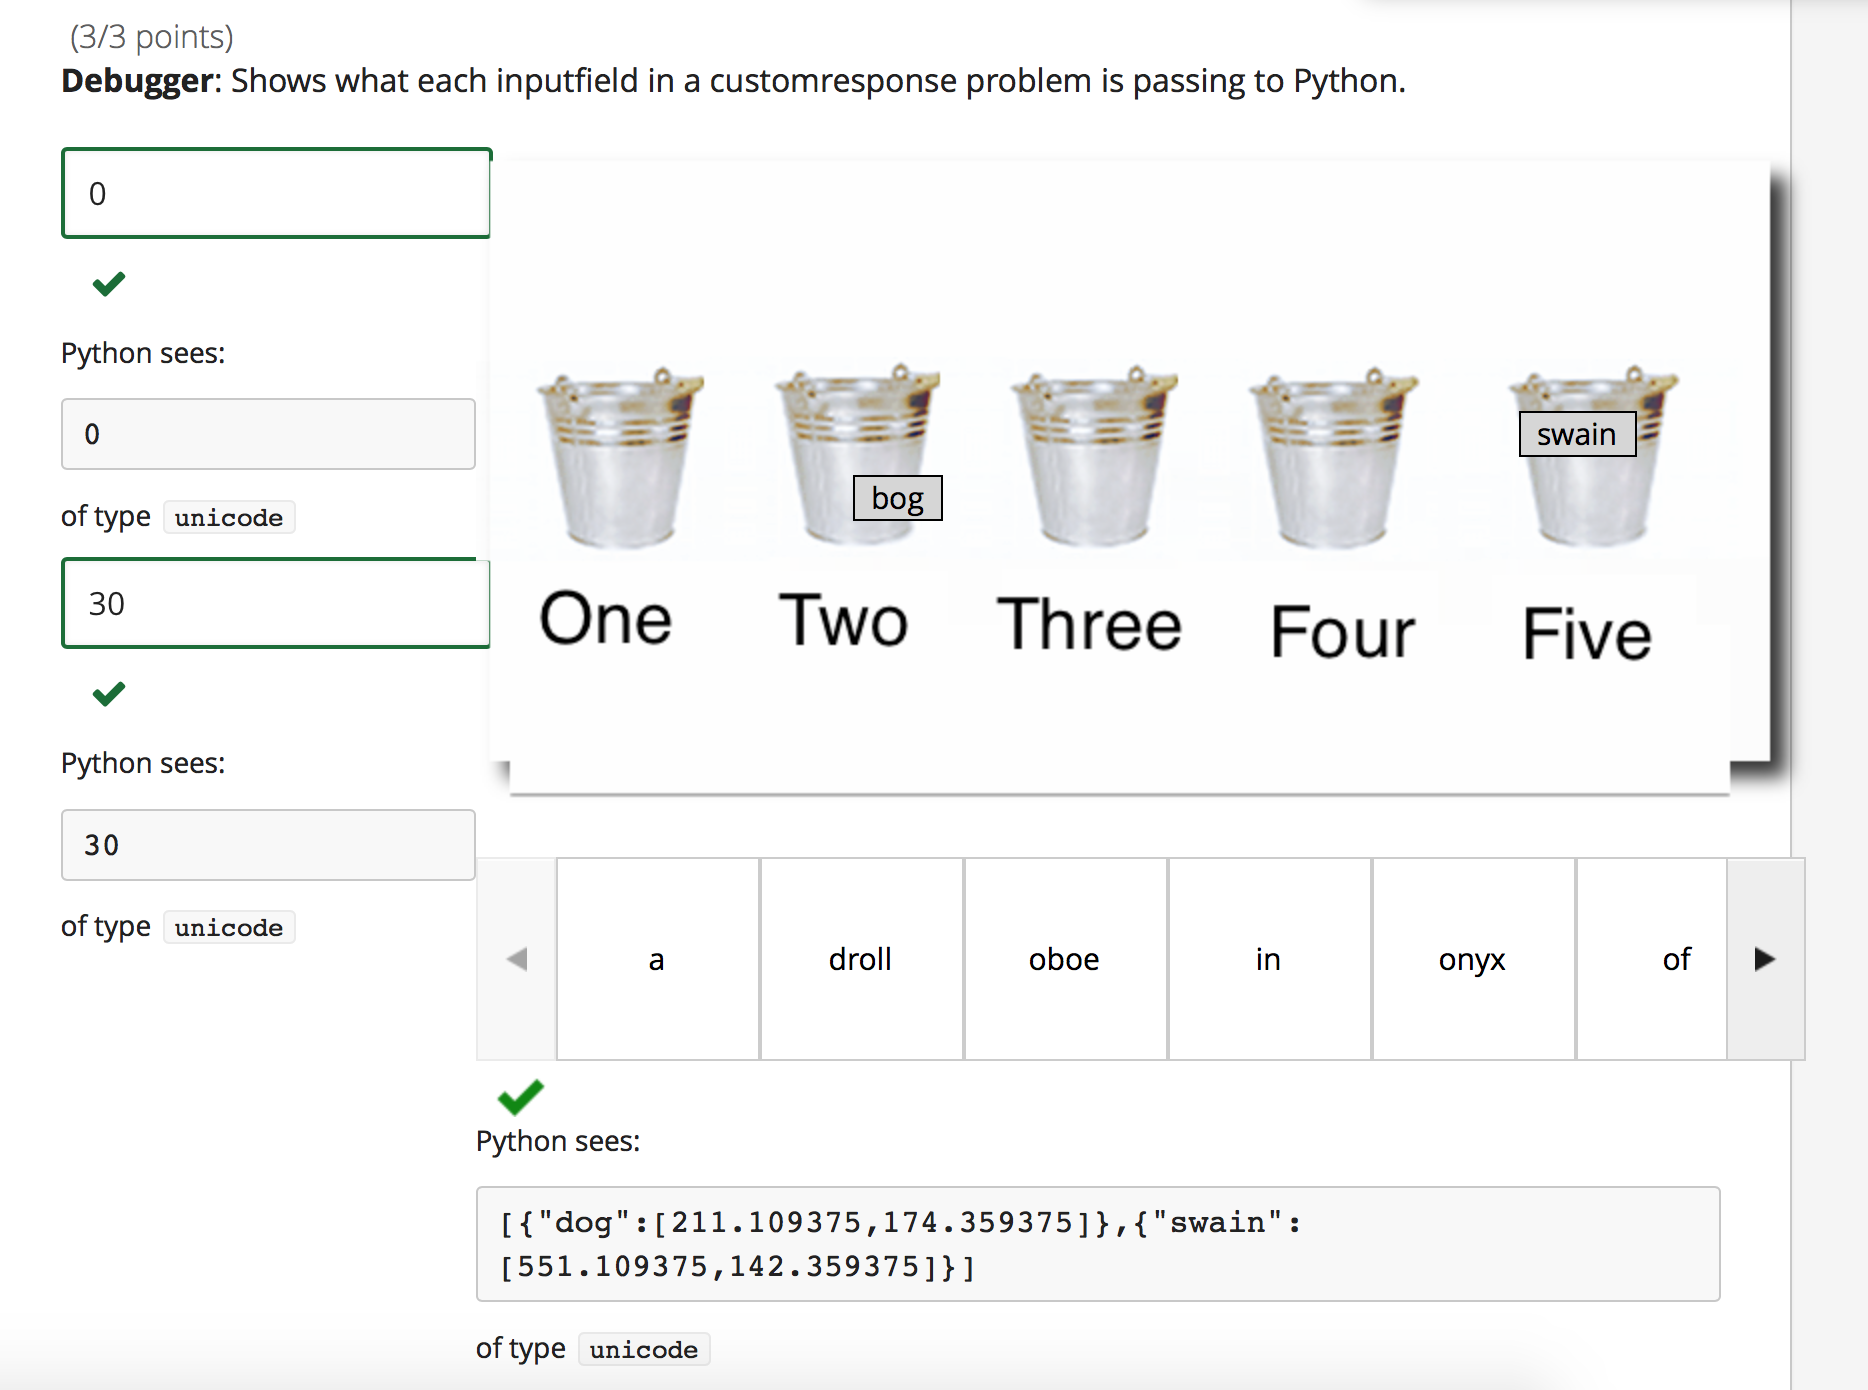 (3/3 points)
Debugger: Shows what each inputfield in a customresponse problem is passing to Python.
0
Python sees:
0
of type unicode
30
Python sees:
30
of type unicode
swain
bog
One Two Three Four Five
a droll oboe in onyx of
Python sees:
[{"dog":[211.109375,174.359375]},{"swain":
[551.109375,142.359375]}]
of type unicode